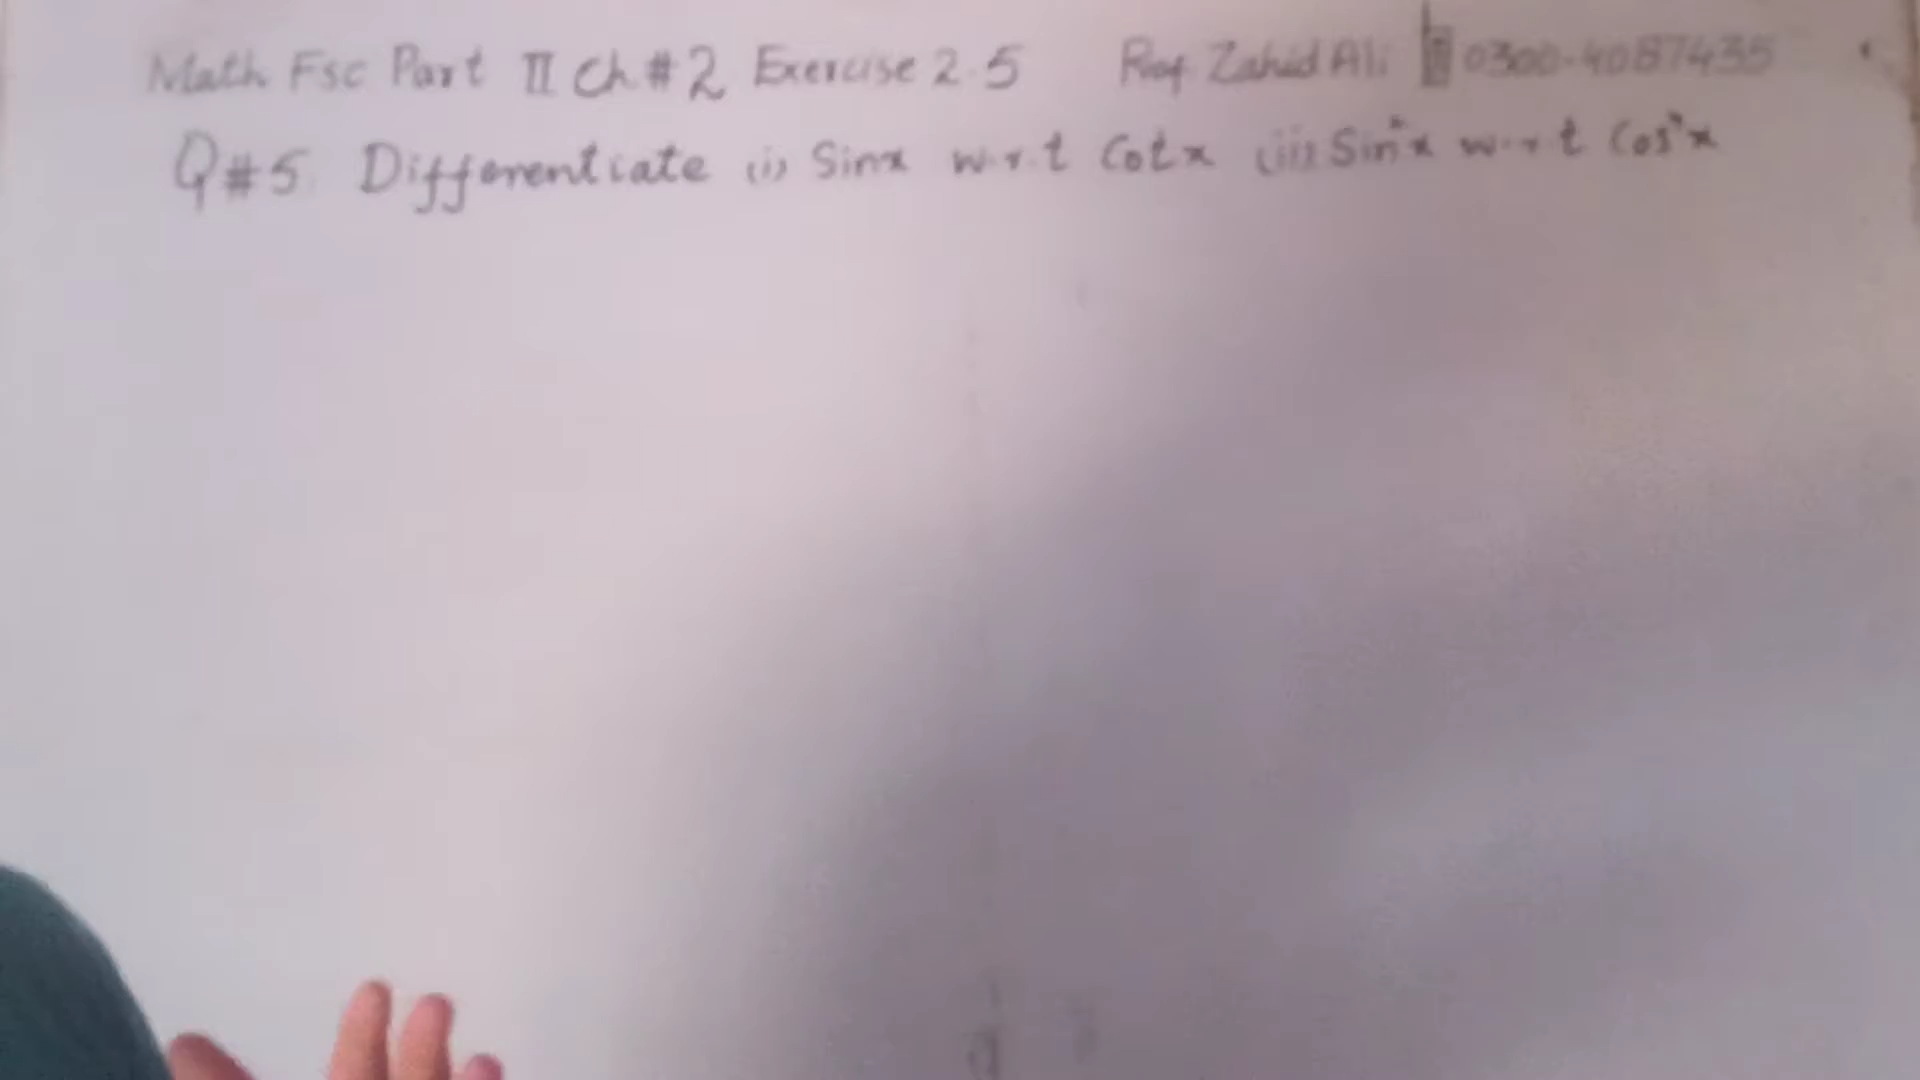 Math Fsc Part II Ch # 2 Exercise 2.5 Prof. Zahid Ali 0300-4087435
Q#5. Differentiate (i) Sinx w.r.t Cotx (ii) Sin²x w.r.t Cos⁴x